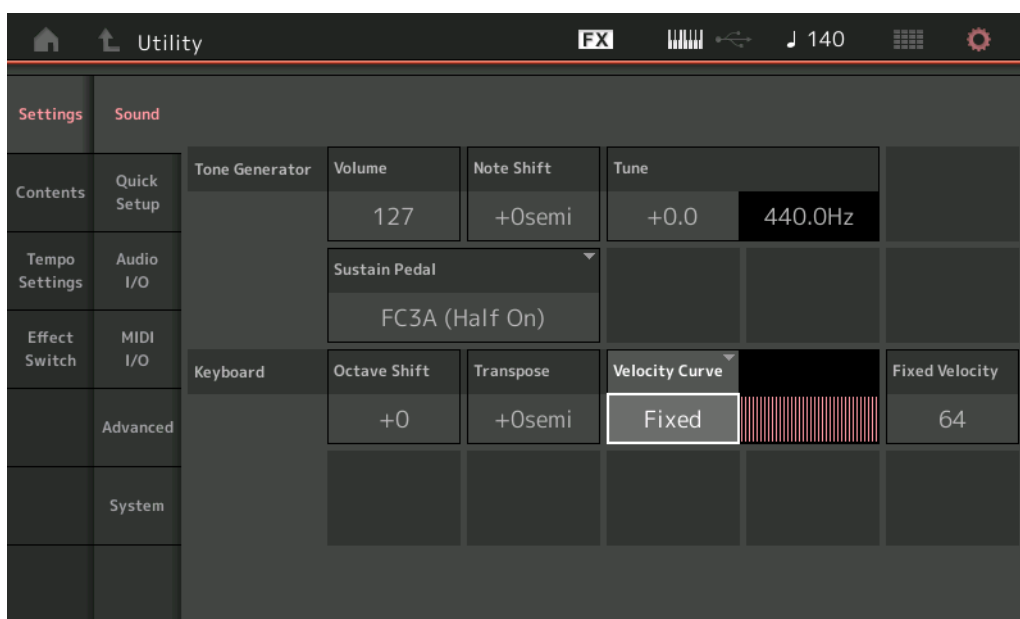 Utility
FX
♩ 140
Settings
Sound
Contents
Quick
Setup
Tempo
Settings
Audio
I/O
Effect
Switch
MIDI
I/O
Advanced
System
Tone Generator
Volume
Note Shift
Tune
127
+0semi
+0.0
440.0Hz
Sustain Pedal
FC3A (Half On)
Keyboard
Octave Shift
Transpose
Velocity Curve
Fixed Velocity
+0
+0semi
Fixed
64